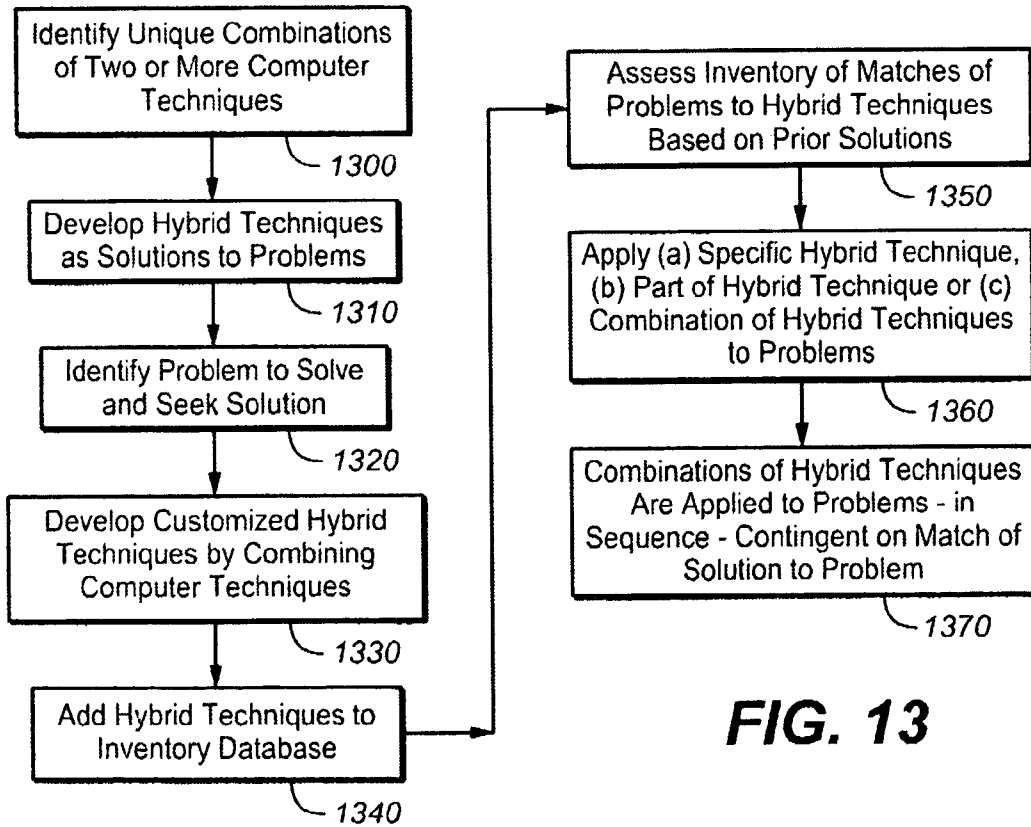 Identify Unique Combinations
of Two or More Computer
Techniques
1300
Develop Hybrid Techniques
as Solutions to Problems
1310
Identify Problem to Solve
and Seek Solution
1320
Develop Customized Hybrid
Techniques by Combining
Computer Techniques
1330
Add Hybrid Techniques to
Inventory Database
1340
Assess Inventory of Matches of
Problems to Hybrid Techniques
Based on Prior Solutions
1350
Apply (a) Specific Hybrid Technique,
(b) Part of Hybrid Technique or (c)
Combination of Hybrid Techniques
to Problems
1360
Combinations of Hybrid Techniques
Are Applied to Problems - in
Sequence - Contingent on Match of
Solution to Problem
1370
FIG. 13